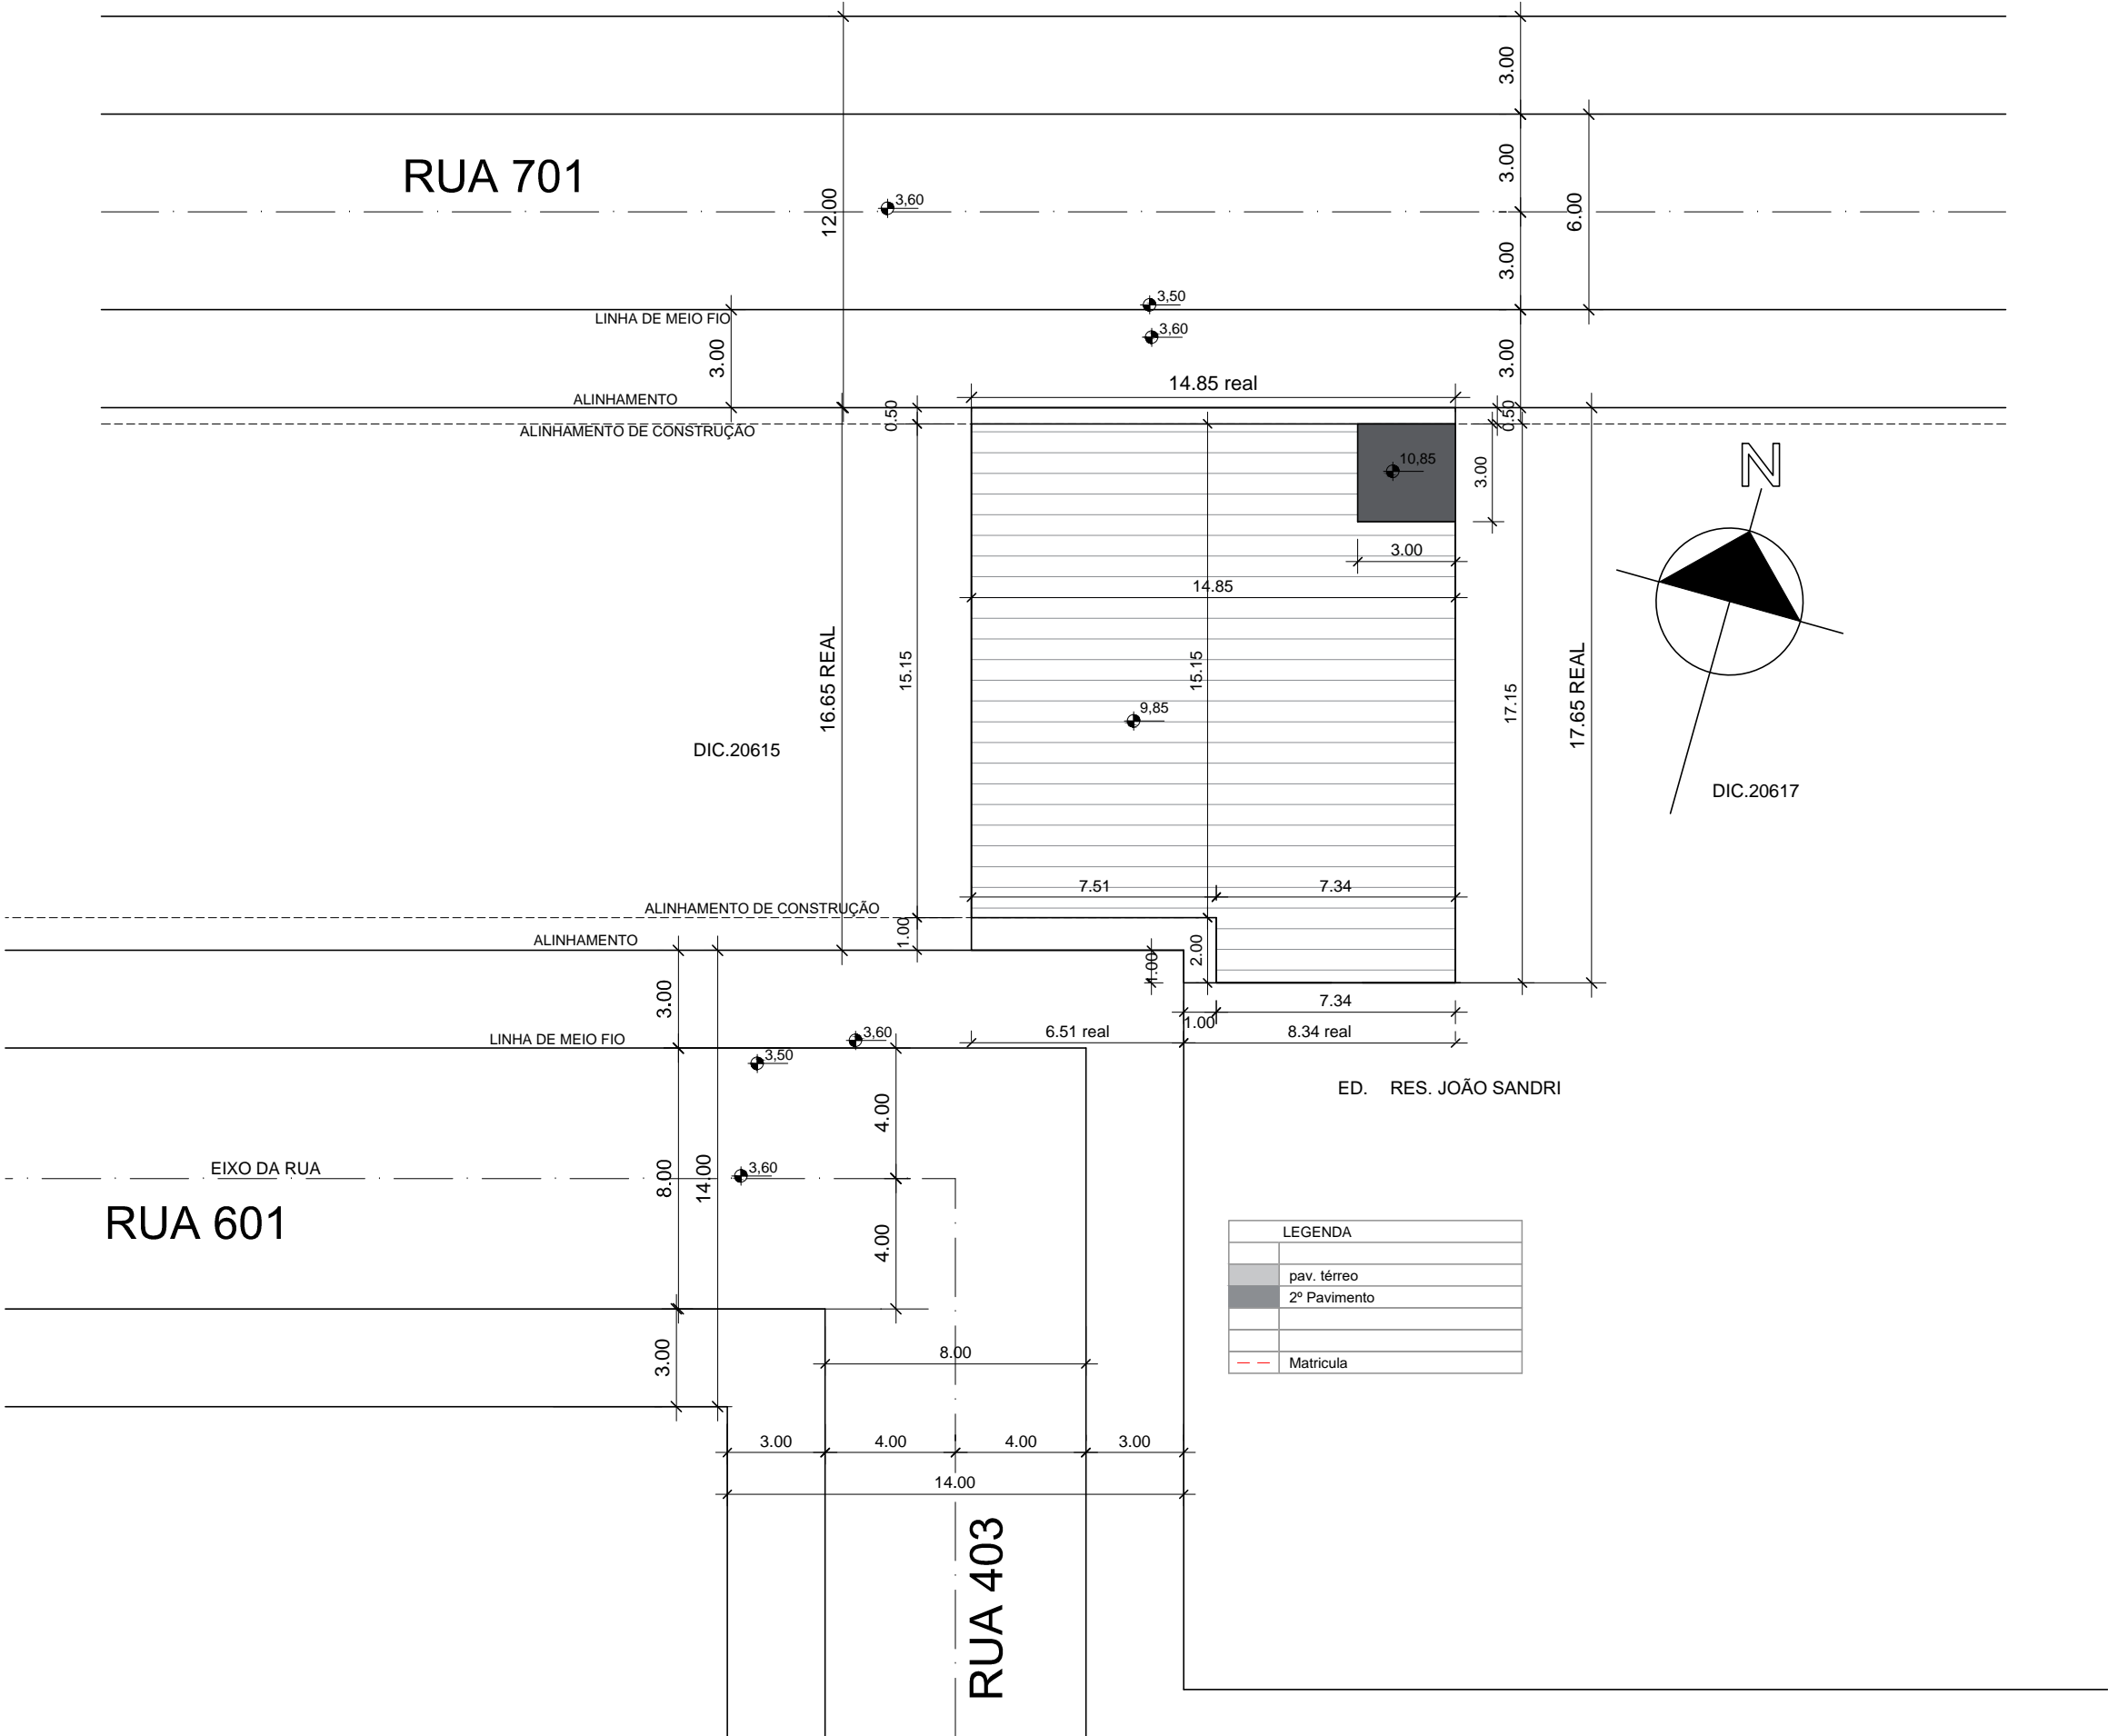 3.00
RUA 701
3.00
12.00
3,60
6.00
3.00
3,50
LINHA DE MEIO FIO
3,60
3.00
3.00
14.85 real
ALINHAMENTO
0.50
0.50
ALINHAMENTO DE CONSTRUÇÃO
N
10,85
3.00
3.00
14.85
16.65 REAL
15.15
15.15
17.15
17.65 REAL
9,85
DIC.20615
DIC.20617
7.51
7.34
ALINHAMENTO DE CONSTRUÇÃO
1.00
ALINHAMENTO
2.00
1.00
3.00
7.34
1.00
6.51 real
8.34 real
LINHA DE MEIO FIO
3,60
3,50
ED. RES. JOÃO SANDRI
4.00
EIXO DA RUA
3,60
8.00
14.00
RUA 601
4.00
LEGENDA
pav. térreo
2º Pavimento
Matricula
3.00
8.00
3.00
4.00
4.00
3.00
14.00
RUA 403